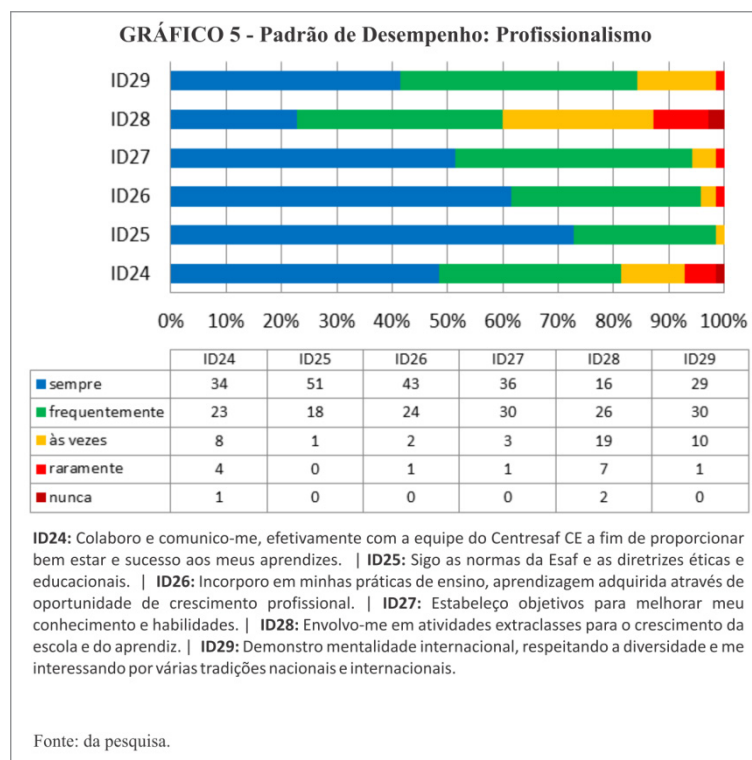 GRÁFICO 5 - Padrão de Desempenho: Profissionalismo
ID29
ID28
ID27
ID26
ID25
ID24
0% 10% 20% 30% 40% 50% 60% 70% 80% 90% 100%
ID24 ID25 ID26 ID27 ID28 ID29
sempre 34 51 43 36 16 29
frequentemente 23 18 24 30 26 30
às vezes 8 1 2 3 19 10
raramente 4 0 1 1 7 1
nunca 1 0 0 0 2 0
ID24: Colaboro e comunico-me, efetivamente com a equipe do Centresaf CE a fim de proporcionar
bem estar e sucesso aos meus aprendizes. | ID25: Sigo as normas da Esaf e as diretrizes éticas e
educacionais. | ID26: Incorporo em minhas práticas de ensino, aprendizagem adquirida através de
oportunidade de crescimento profissional. | ID27: Estabeleço objetivos para melhorar meu
conhecimento e habilidades. | ID28: Envolvo-me em atividades extraclasses para o crescimento da
escola e do aprendiz. | ID29: Demonstro mentalidade internacional, respeitando a diversidade e me
interessando por várias tradições nacionais e internacionais.
Fonte: da pesquisa.